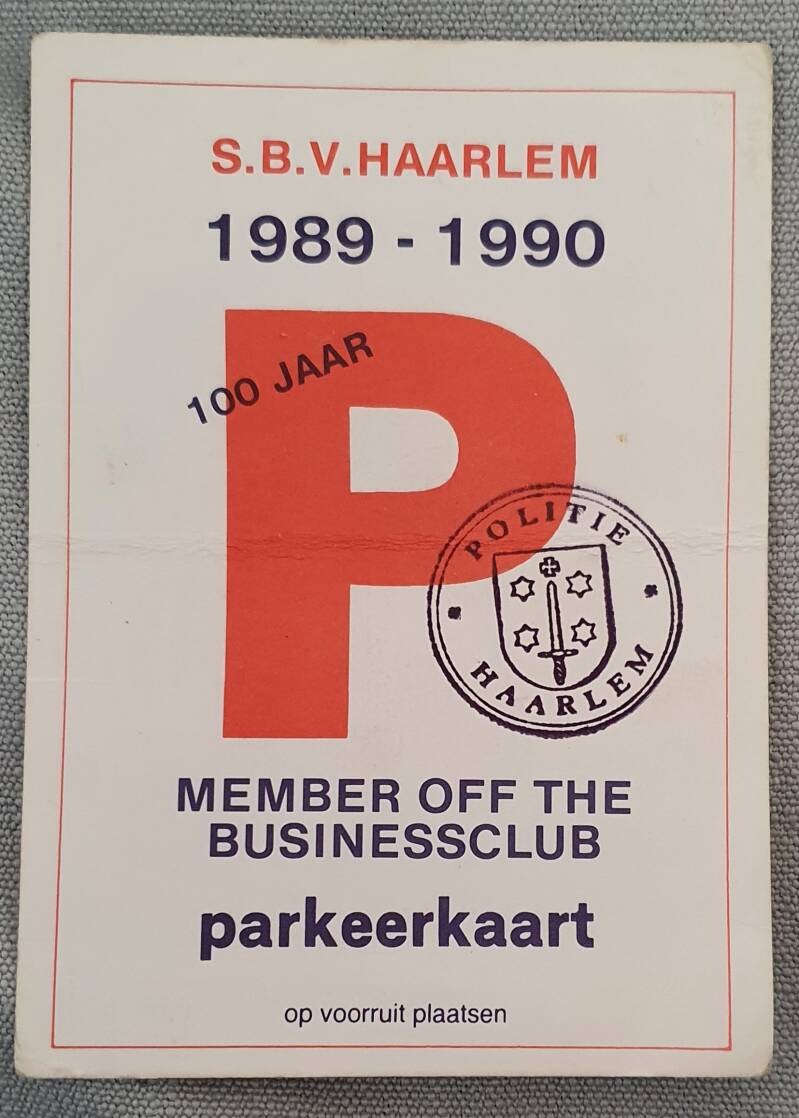 S.B.V.HAARLEM
1989 - 1990
100 JAAR
P
POLITIE
HAARLEM
MEMBER OFF THE
BUSINESSCLUB
parkeerkaart
op voorruit plaatsen